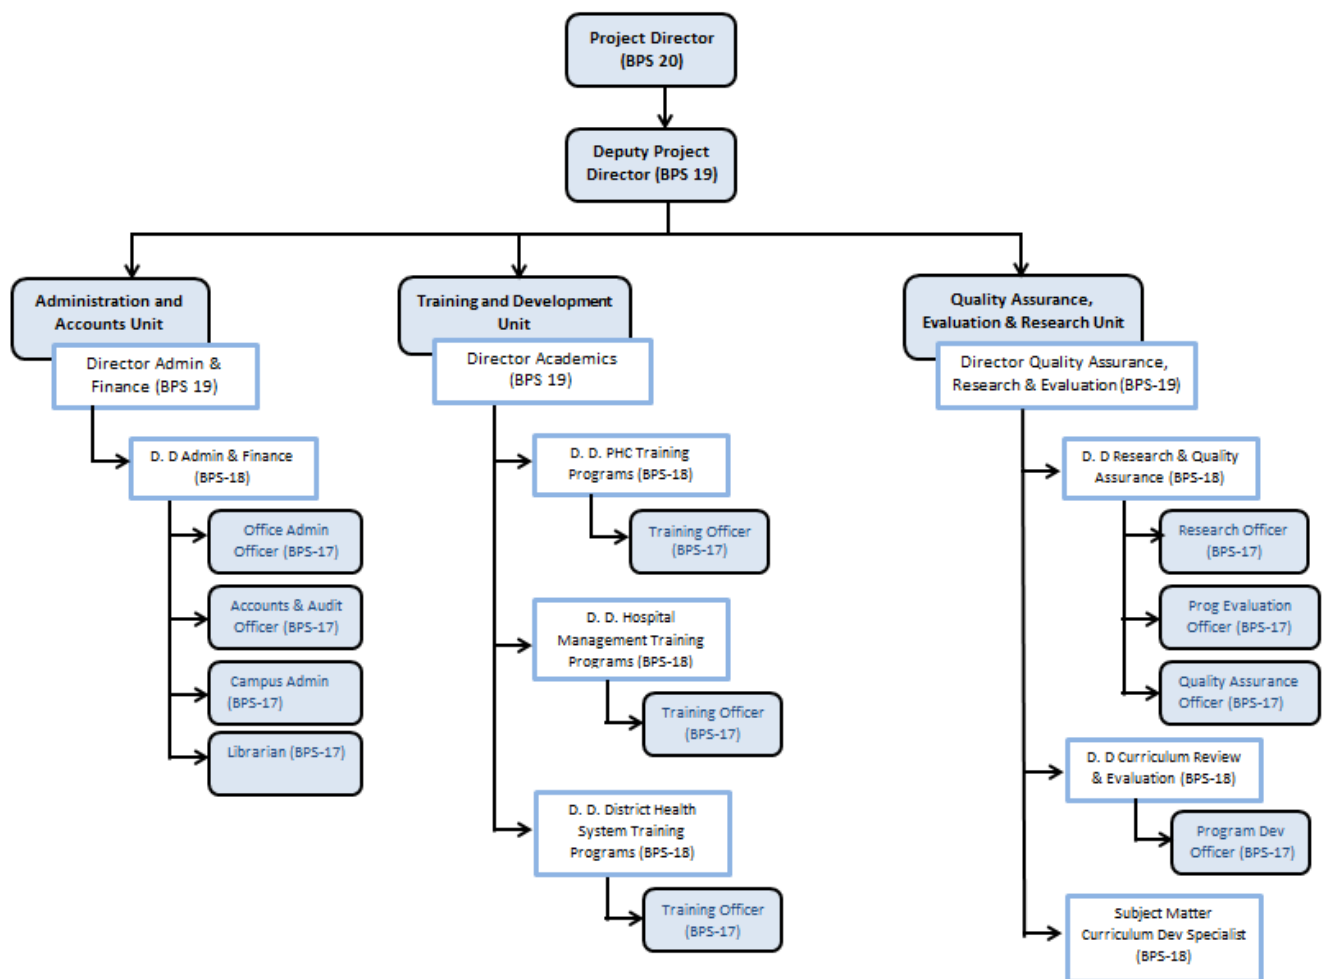 Project Director
(BPS 20)
Deputy Project
Director (BPS 19)
Administration and
Accounts Unit
Director Admin &
Finance (BPS 19)
D. D Admin & Finance
(BPS-18)
Office Admin
Officer (BPS-17)
Accounts & Audit
Officer (BPS-17)
Campus Admin
(BPS-17)
Librarian (BPS-17)
Training and Development
Unit
Director Academics
(BPS 19)
D. D. PHC Training
Programs (BPS-18)
Training Officer
(BPS-17)
D. D. Hospital
Management Training
Programs (BPS-18)
Training Officer
(BPS-17)
D. D. District Health
System Training
Programs (BPS-18)
Training Officer
(BPS-17)
Quality Assurance,
Evaluation & Research Unit
Director Quality Assurance,
Research & Evaluation (BPS-19)
D. D Research & Quality
Assurance (BPS-18)
Research Officer
(BPS-17)
Prog Evaluation
Officer (BPS-17)
Quality Assurance
Officer (BPS-17)
D. D Curriculum Review
& Evaluation (BPS-18)
Program Dev
Officer (BPS-17)
Subject Matter
Curriculum Dev Specialist
(BPS-18)